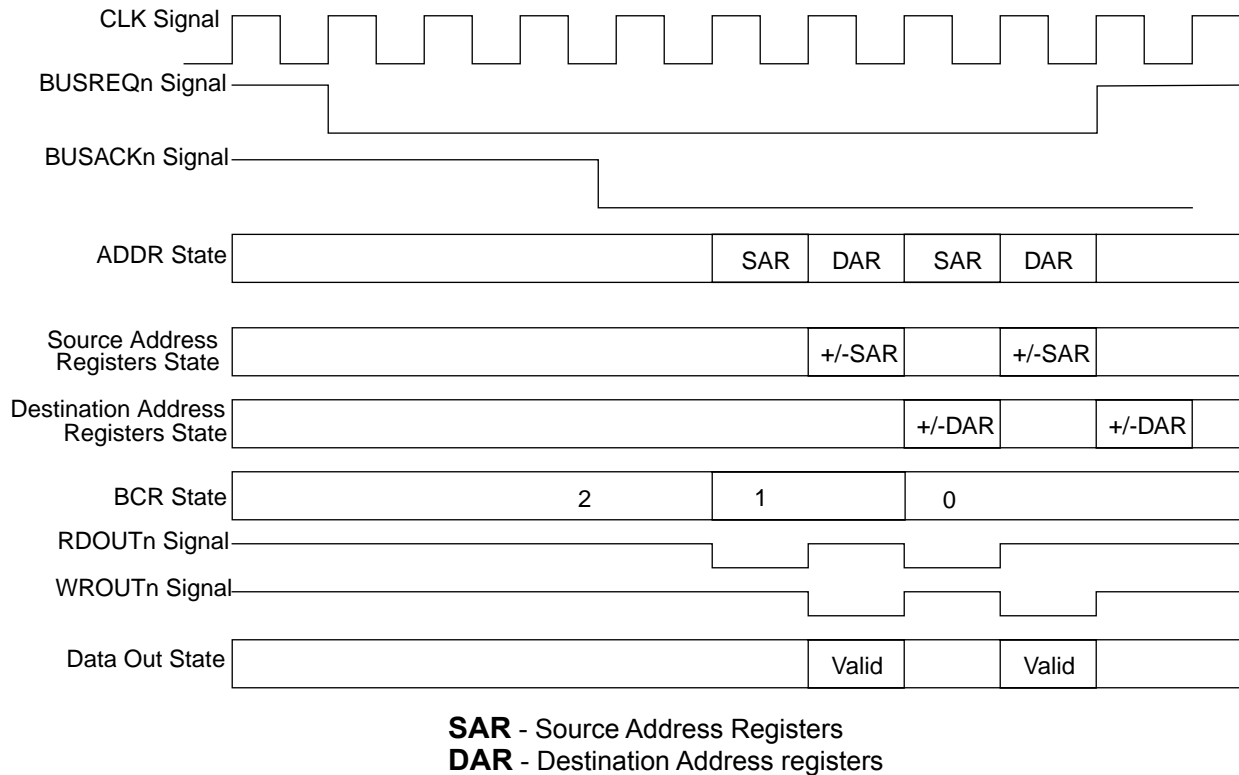 CLK Signal
BUSREQn Signal
BUSACKn Signal
ADDR State
SAR DAR SAR DAR
Source Address
Registers State
+/-SAR +/-SAR
Destination Address
Registers State
+/-DAR +/-DAR
BCR State
2 1 0
RDOUTn Signal
WROUTn Signal
Data Out State
Valid Valid
SAR - Source Address Registers
DAR - Destination Address registers